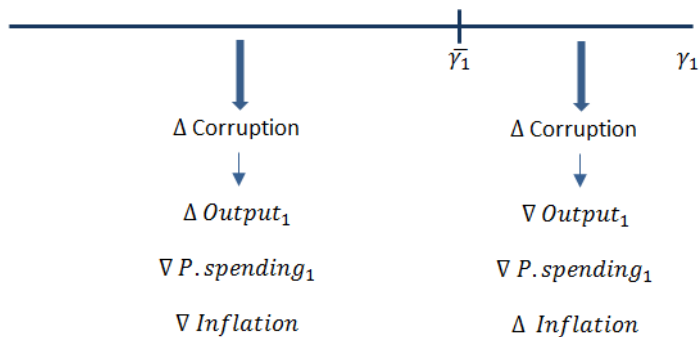 γ̄₁ γ₁
Δ Corruption Δ Corruption
Δ Output₁ ∇ Output₁
∇ P.spending₁ ∇ P.spending₁
∇ Inflation Δ Inflation